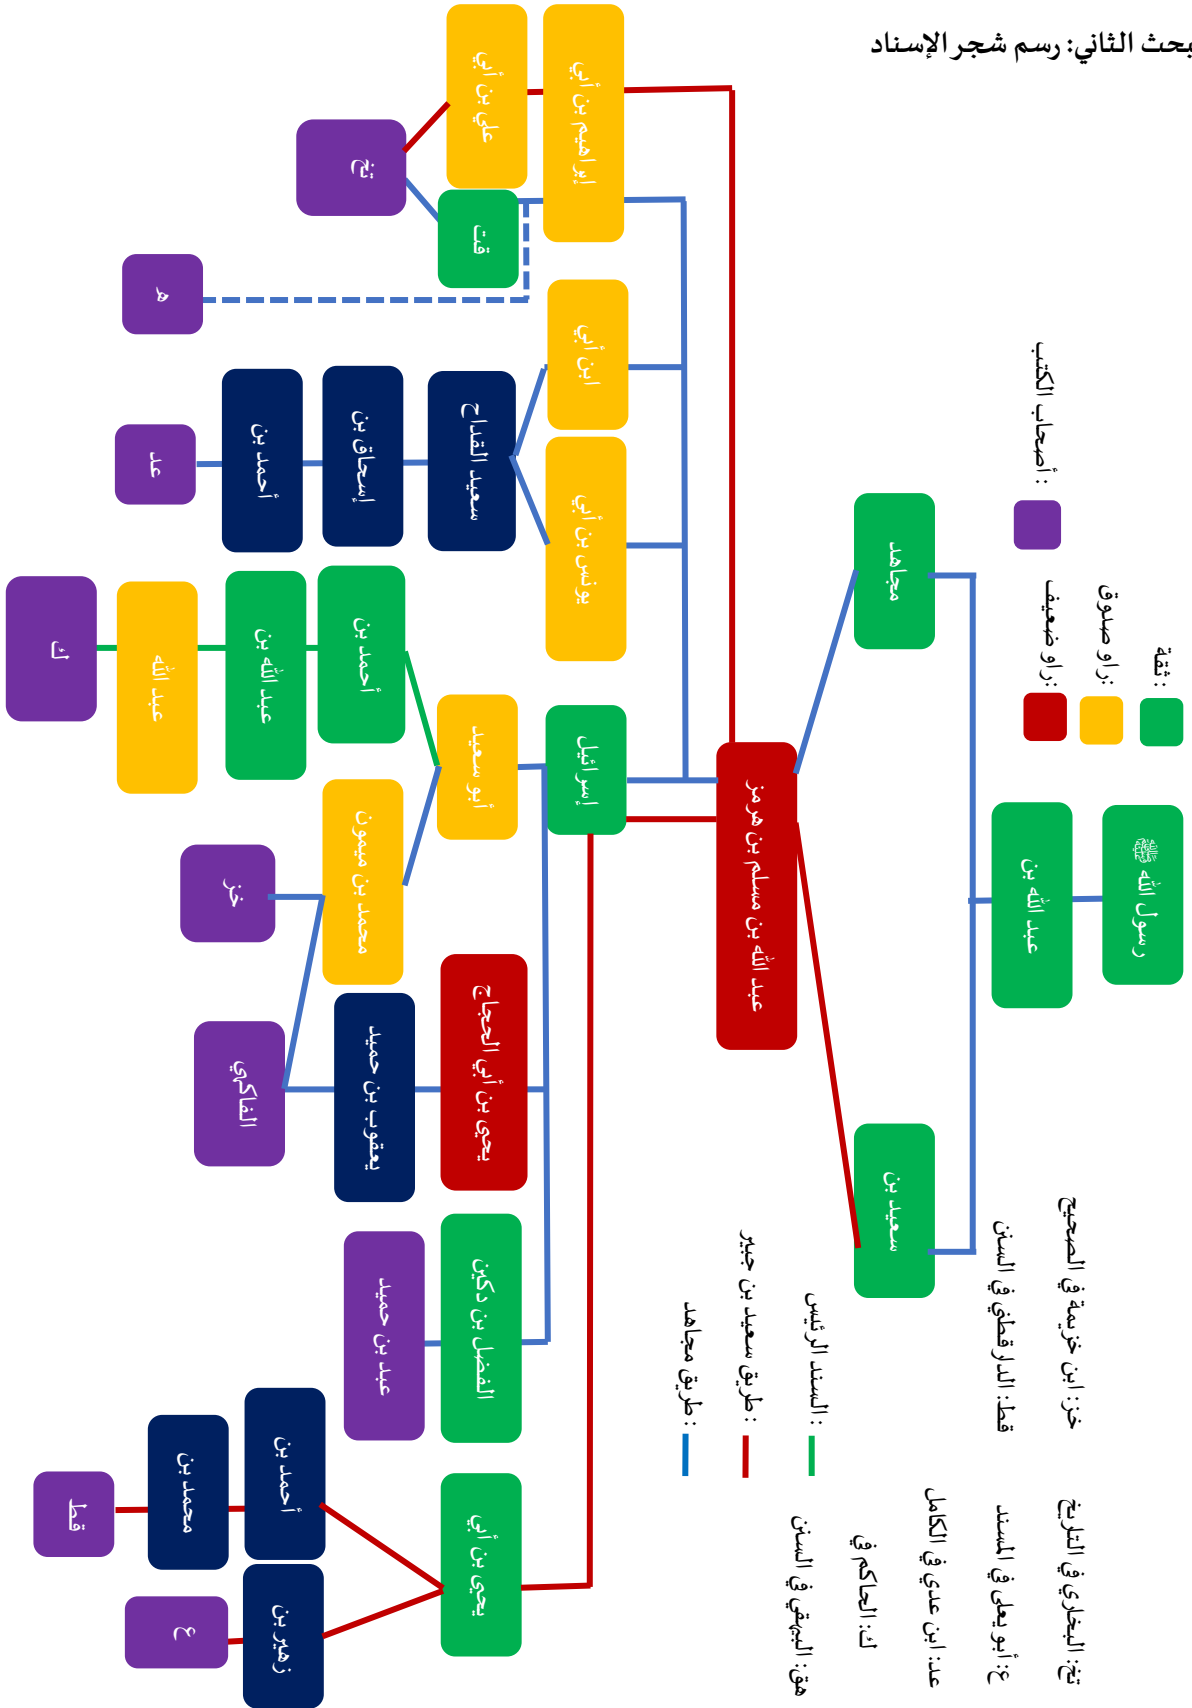 بحث الثاني: رسم شجر الإسناد
رسول الله ﷺ
عبد الله بن
مجاهد
سعيد بن
عبد الله بن مسلم بن هرمز
إبراهيم بن أبي
علي بن أبي
تخ
قت
هـ
ابن أبي
يونس بن أبي
سعيد القداح
إسحاق بن
أحمد بن
عد
إسرائيل
أبو سعيد
أحمد بن
عبد الله بن
عبد الله
ك
محمد بن ميمون
خز
يحيى بن أبي الحجاج
يعقوب بن حميد
الفاكهي
الفضل بن دكين
عبد بن حميد
يحيى بن أبي
أحمد بن
محمد بن
قط
زهير بن
ع
: ثقة
:راو صدوق
:راو ضعيف
: أصحاب الكتب
: السند الرئيس
: طريق سعيد بن جبير
: طريق مجاهد
خز: ابن خزيمة في الصحيح
قط: الدارقطني في السنن
تخ: البخاري في التاريخ
ع: أبو يعلى في المسند
عد: ابن عدي في الكامل
ك: الحاكم في
هق: البيهقي في السنن